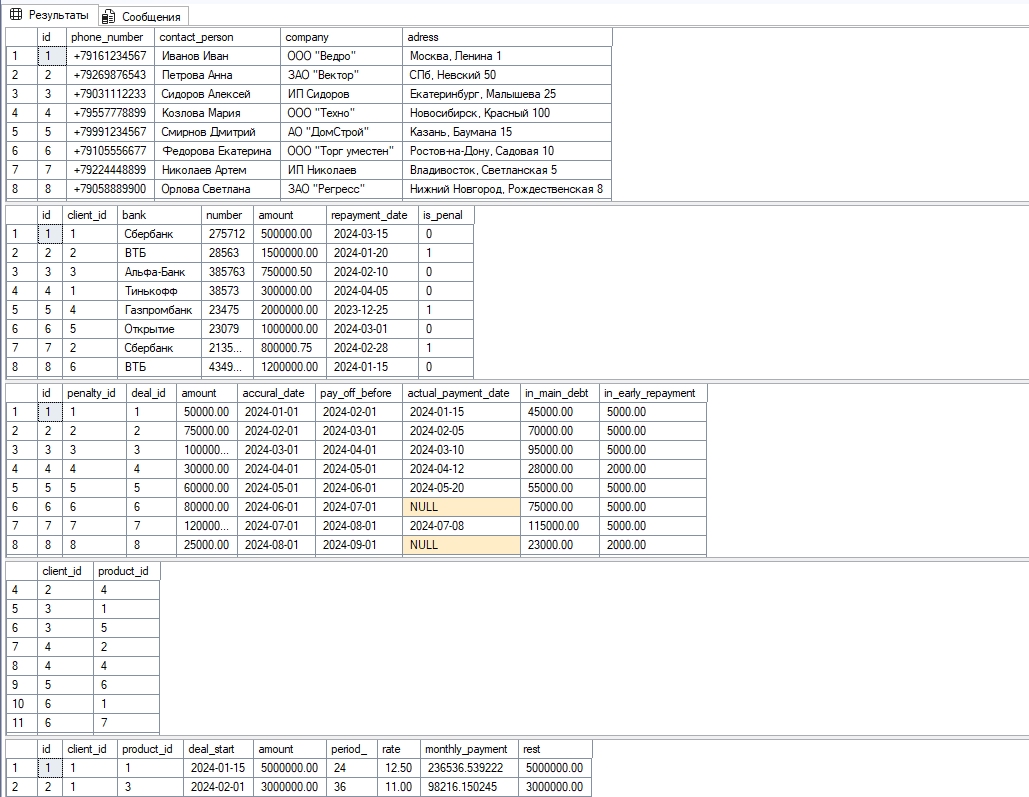 Результаты Сообщения
id phone_number contact_person company adress
1 1 +79161234567 Иванов Иван ООО "Ведро" Москва, Ленина 1
2 2 +79269876543 Петрова Анна ЗАО "Вектор" СПб, Невский 50
3 3 +79031112233 Сидоров Алексей ИП Сидоров Екатеринбург, Малышева 25
4 4 +79557778899 Козлова Мария ООО "Техно" Новосибирск, Красный 100
5 5 +79991234567 Смирнов Дмитрий АО "ДомСтрой" Казань, Баумана 15
6 6 +79105556677 Федорова Екатерина ООО "Торг уместен" Ростов-на-Дону, Садовая 10
7 7 +79224448899 Николаев Артем ИП Николаев Владивосток, Светланская 5
8 8 +79058889900 Орлова Светлана ЗАО "Регресс" Нижний Новгород, Рождественская 8
id client_id bank number amount repayment_date is_penal
1 1 1 Сбербанк 275712 500000.00 2024-03-15 0
2 2 2 ВТБ 28563 1500000.00 2024-01-20 1
3 3 3 Альфа-Банк 385763 750000.50 2024-02-10 0
4 4 1 Тинькофф 38573 300000.00 2024-04-05 0
5 5 4 Газпромбанк 23475 2000000.00 2023-12-25 1
6 6 5 Открытие 23079 1000000.00 2024-03-01 0
7 7 2 Сбербанк 2135... 800000.75 2024-02-28 1
8 8 6 ВТБ 4349... 1200000.00 2024-01-15 0
id penalty_id deal_id amount accural_date pay_off_before actual_payment_date in_main_debt in_early_repayment
1 1 1 1 50000.00 2024-01-01 2024-02-01 2024-01-15 45000.00 5000.00
2 2 2 2 75000.00 2024-02-01 2024-03-01 2024-02-05 70000.00 5000.00
3 3 3 3 100000... 2024-03-01 2024-04-01 2024-03-10 95000.00 5000.00
4 4 4 4 30000.00 2024-04-01 2024-05-01 2024-04-12 28000.00 2000.00
5 5 5 5 60000.00 2024-05-01 2024-06-01 2024-05-20 55000.00 5000.00
6 6 6 6 80000.00 2024-06-01 2024-07-01 NULL 75000.00 5000.00
7 7 7 7 120000... 2024-07-01 2024-08-01 2024-07-08 115000.00 5000.00
8 8 8 8 25000.00 2024-08-01 2024-09-01 NULL 23000.00 2000.00
client_id product_id
4 2 4
5 3 1
6 3 5
7 4 2
8 4 4
9 5 6
10 6 1
11 6 7
id client_id product_id deal_start amount period_ rate monthly_payment rest
1 1 1 1 2024-01-15 5000000.00 24 12.50 236536.539222 5000000.00
2 2 1 3 2024-02-01 3000000.00 36 11.00 98216.150245 3000000.00